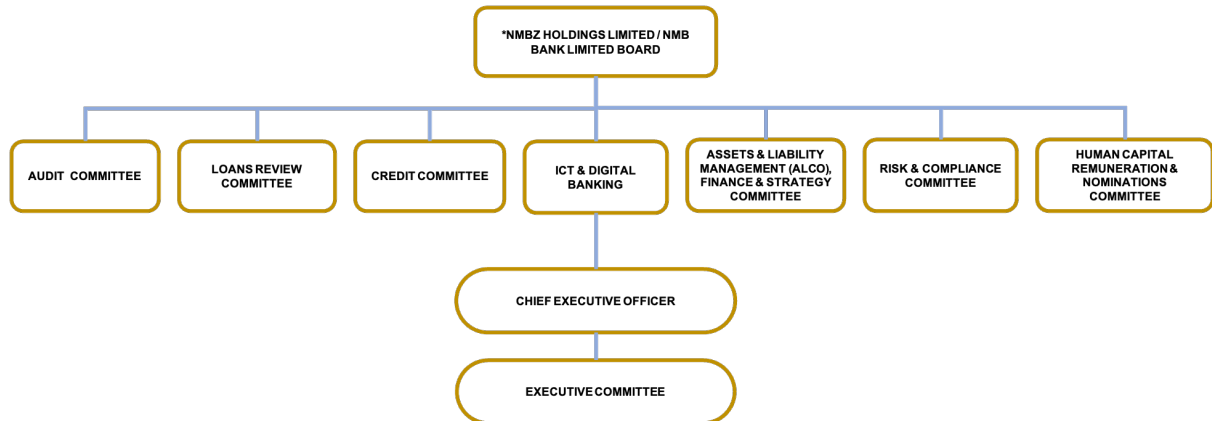 *NMBZ HOLDINGS LIMITED / NMB
BANK LIMITED BOARD
AUDIT COMMITTEE
LOANS REVIEW
COMMITTEE
CREDIT COMMITTEE
ICT & DIGITAL
BANKING
ASSETS & LIABILITY
MANAGEMENT (ALCO),
FINANCE & STRATEGY
COMMITTEE
RISK & COMPLIANCE
COMMITTEE
HUMAN CAPITAL
REMUNERATION &
NOMINATIONS
COMMITTEE
CHIEF EXECUTIVE OFFICER
EXECUTIVE COMMITTEE